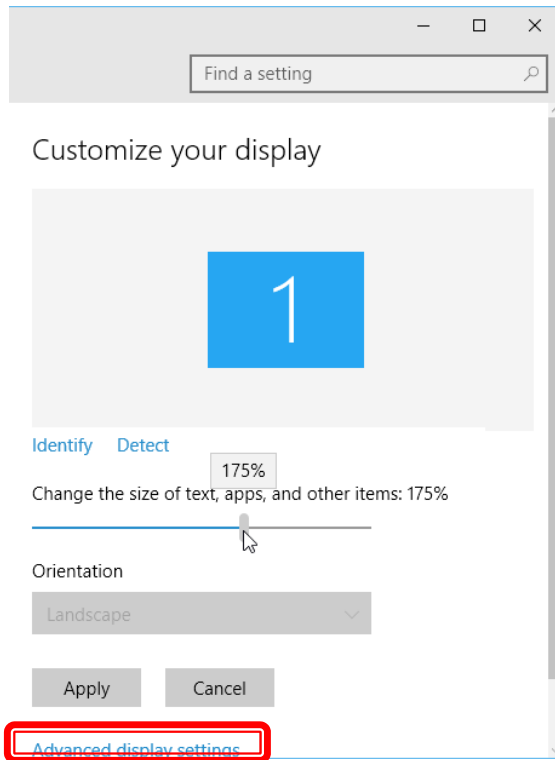 Find a setting
Customize your display
1
Identify Detect
175%
Change the size of text, apps, and other items: 175%
Orientation
Landscape
Apply Cancel
Advanced display settings